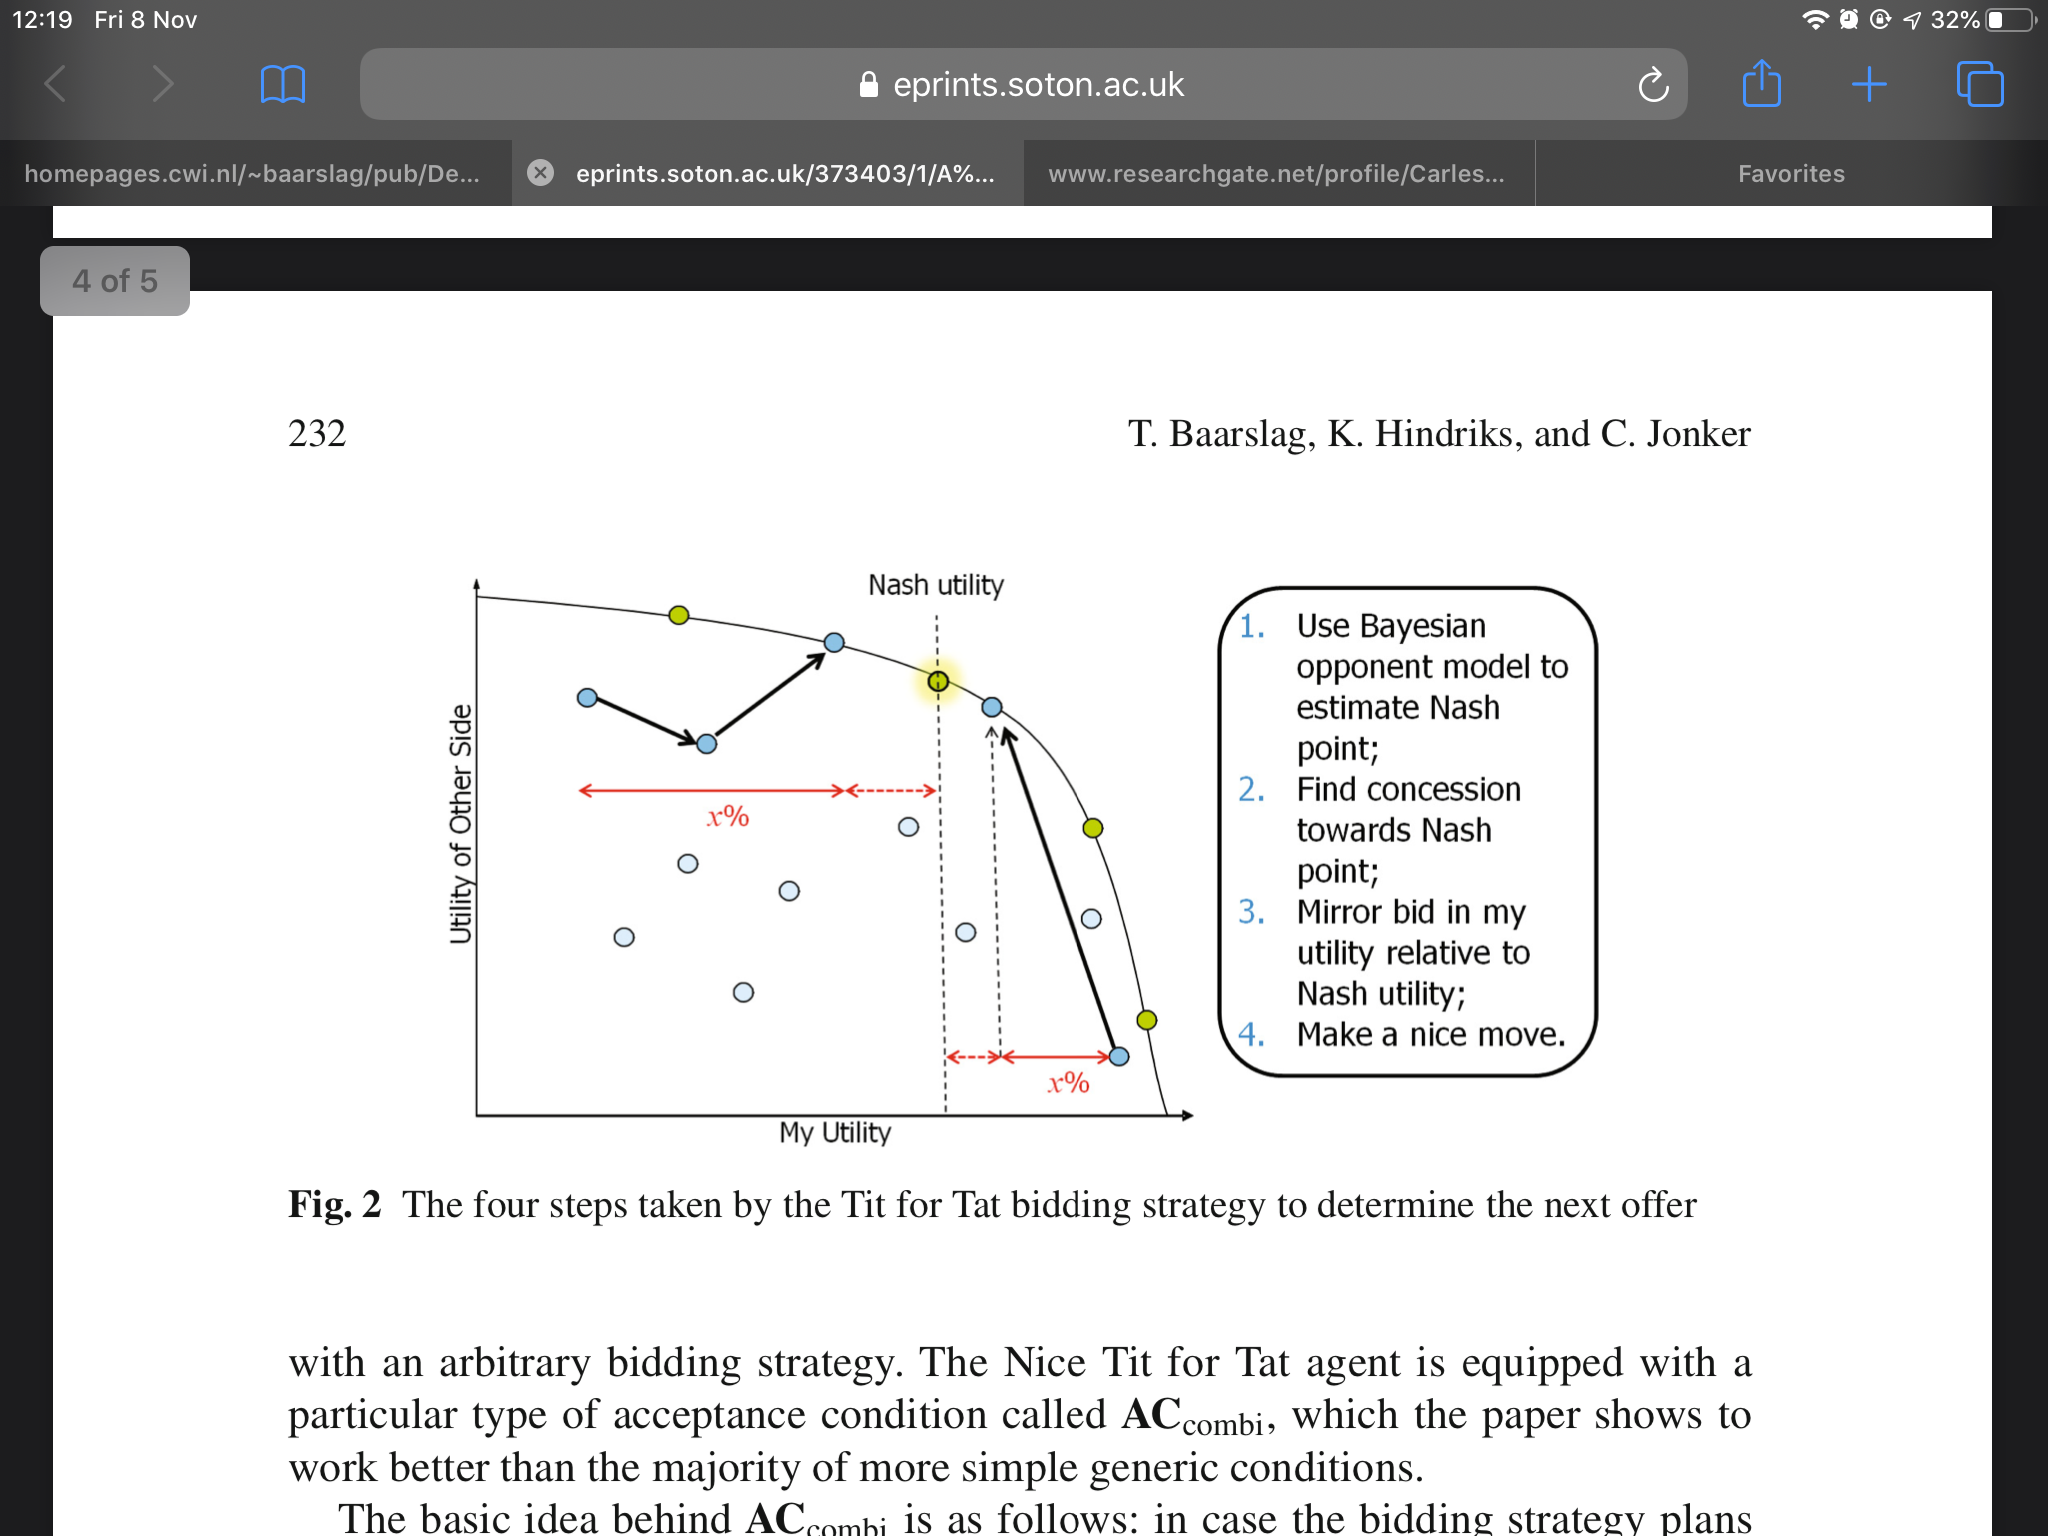 12:19 Fri 8 Nov
32%
eprints.soton.ac.uk
homepages.cwi.nl/~baarslag/pub/De...
eprints.soton.ac.uk/373403/1/A%...
www.researchgate.net/profile/Carles...
Favorites
4 of 5
232
T. Baarslag, K. Hindriks, and C. Jonker
Nash utility
Utility of Other Side
x%
x%
My Utility
1. Use Bayesian
opponent model to
estimate Nash
point;
2. Find concession
towards Nash
point;
3. Mirror bid in my
utility relative to
Nash utility;
4. Make a nice move.
Fig. 2 The four steps taken by the Tit for Tat bidding strategy to determine the next offer
with an arbitrary bidding strategy. The Nice Tit for Tat agent is equipped with a
particular type of acceptance condition called ACcombi, which the paper shows to
work better than the majority of more simple generic conditions.
The basic idea behind ACcombi is as follows: in case the bidding strategy plans